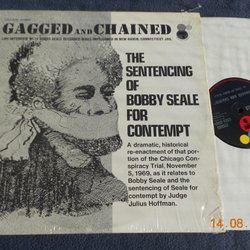 GAGGED AND CHAINED
THE
SENTENCING
OF
BOBBY SEALE
FOR
CONTEMPT
A dramatic, historical
re-enactment of that por-
tion of the Chicago Con-
spiracy Trial, November
5, 1969, as it relates to
Bobby Seale and the
sentencing of Seale for
contempt by Judge
Julius Hoffman.
14.08